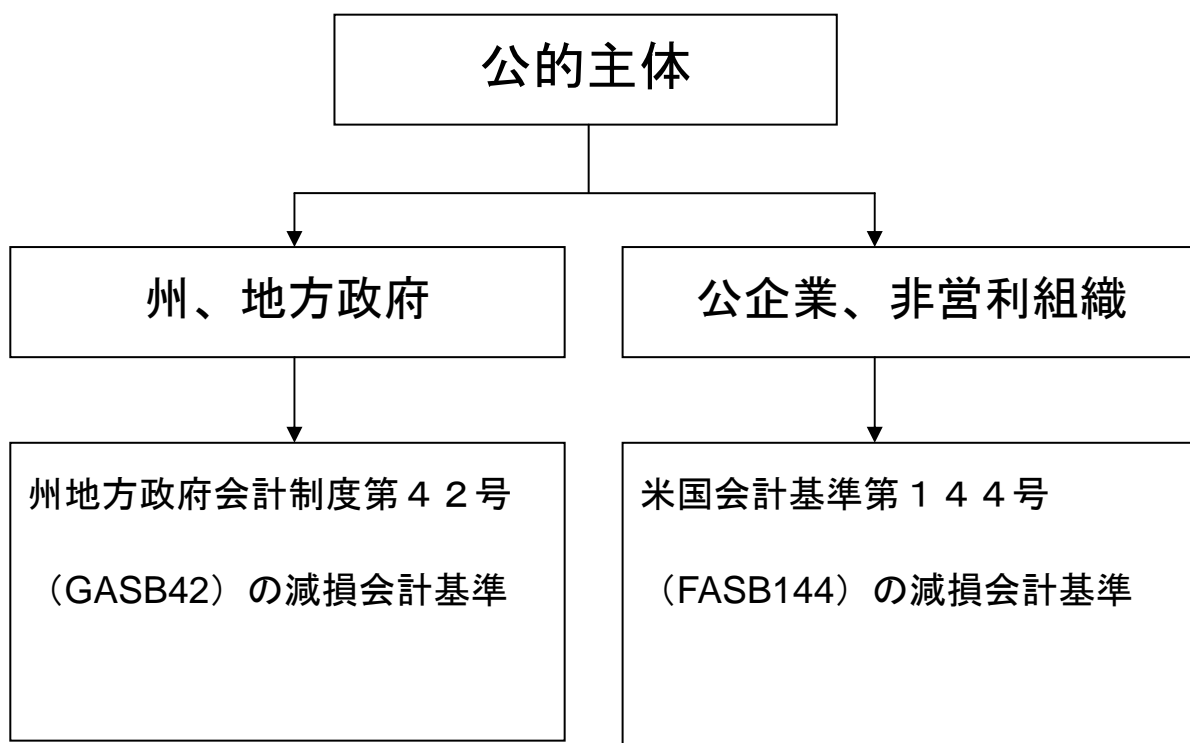 公的主体
州、地方政府
公企業、非営利組織
州地方政府会計制度第４２号
（GASB42）の減損会計基準
米国会計基準第１４４号
（FASB144）の減損会計基準